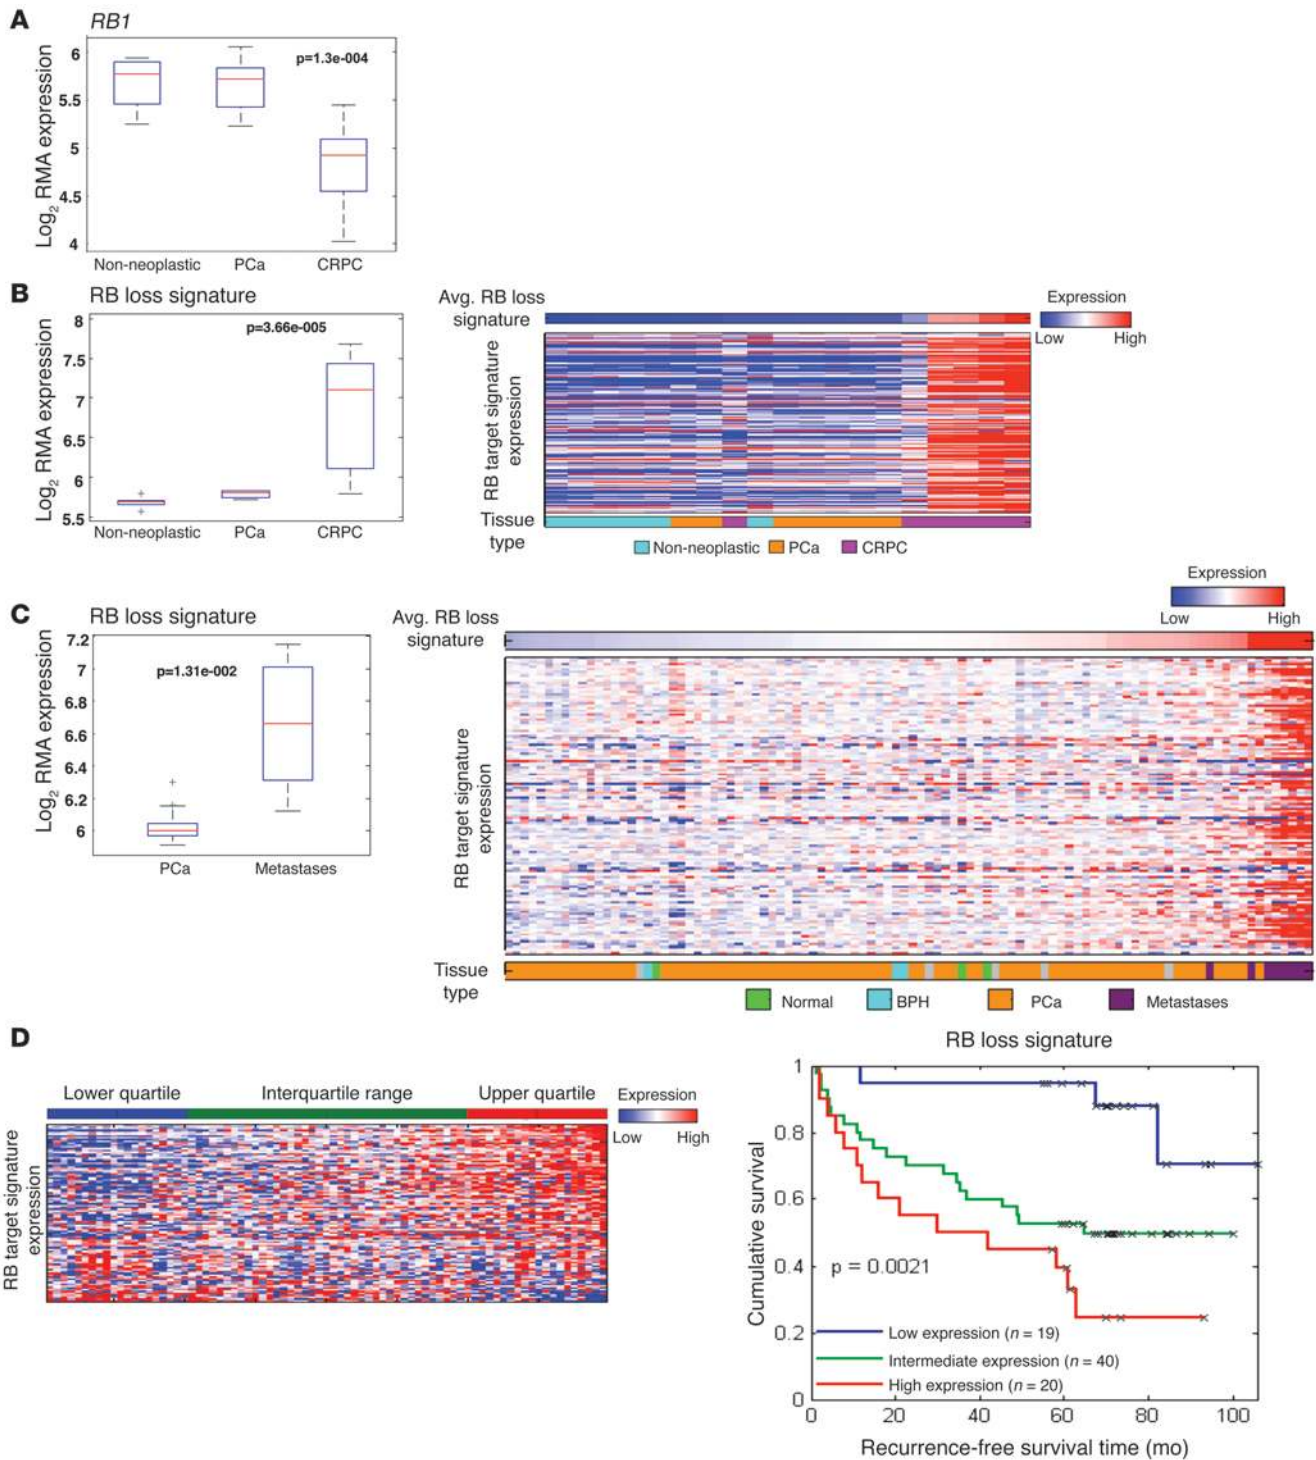 A
RB1
Log2 RMA expression
6
5.5
5
4.5
4
p=1.3e-004
Non-neoplastic PCa CRPC
B
RB loss signature
Log2 RMA expression
8
7.5
7
6.5
6
5.5
p=3.66e-005
Non-neoplastic PCa CRPC
Avg. RB loss
signature
Expression
Low High
RB target signature
expression
Tissue
type
Non-neoplastic PCa CRPC
C
RB loss signature
Log2 RMA expression
7.2
7
6.8
6.6
6.4
6.2
6
p=1.31e-002
PCa Metastases
Avg. RB loss
signature
Expression
Low High
RB target signature
expression
Tissue
type
Normal BPH PCa Metastases
D
Lower quartile Interquartile range Upper quartile
Expression
Low High
RB target signature
expression
RB loss signature
Cumulative survival
1
0.8
0.6
0.4
0.2
0
p = 0.0021
Low expression (n = 19)
Intermediate expression (n = 40)
High expression (n = 20)
0 20 40 60 80 100
Recurrence-free survival time (mo)